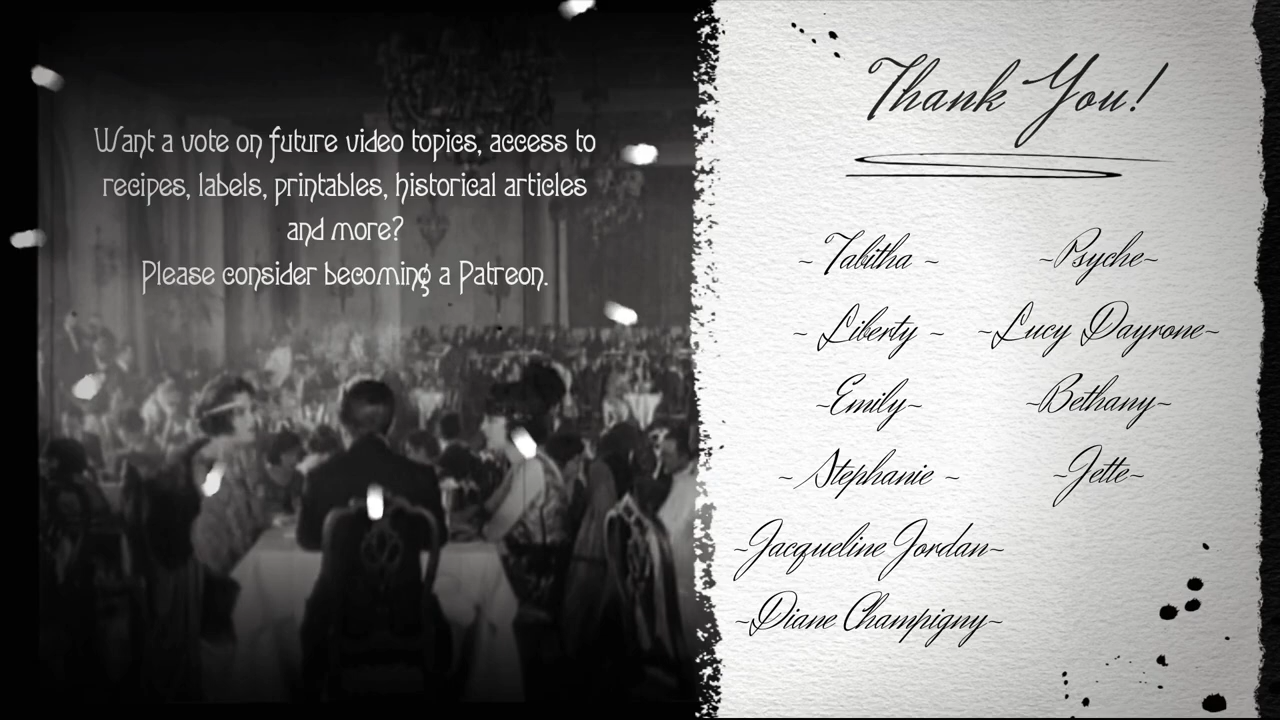 Want a vote on future video topics, access to
recipes, labels, printables, historical articles
and more?
Please consider becoming a Patreon.
Thank You!
~ Tabitha ~
~Psyche~
~ Liberty ~
~Lucy Dayrone~
~Emily~
~Bethany~
~ Stephanie ~
~Jette~
~Jacqueline Jordan~
~Diane Champigny~